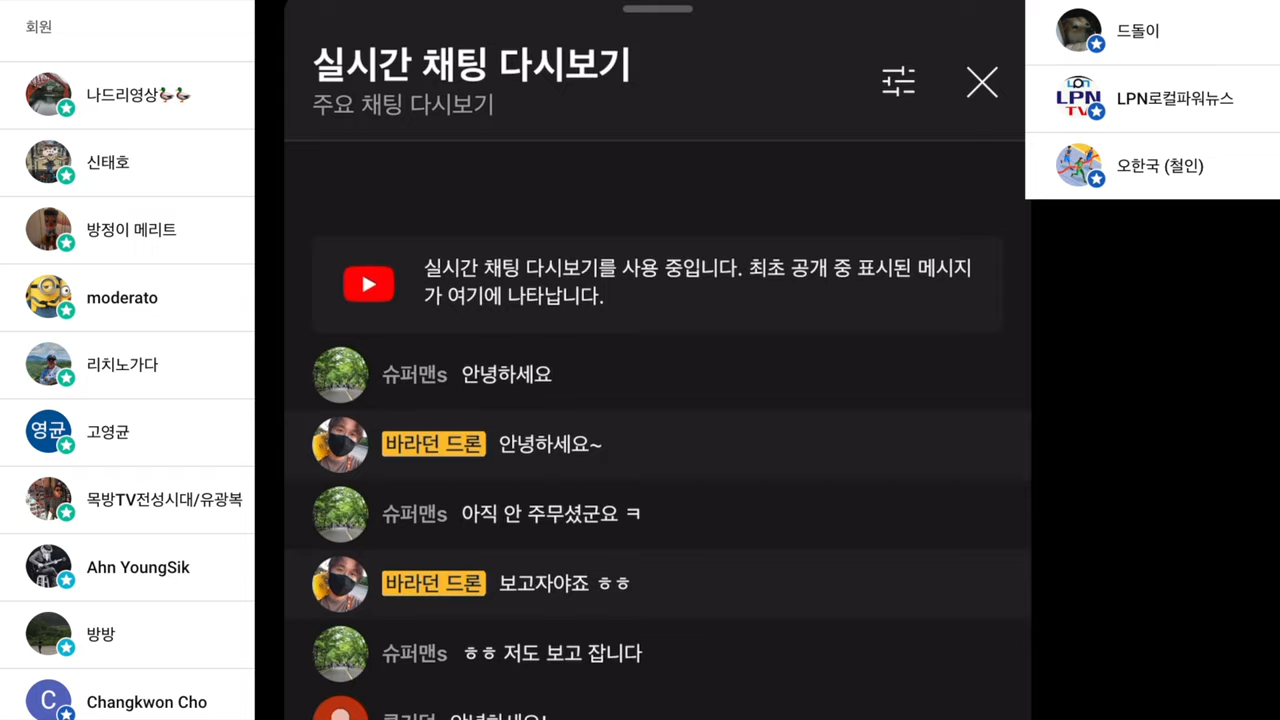 회원
나드리영상🦆🦆
신태호
방정이 메리트
moderato
리치노가다
영균
고영균
목방TV전성시대/유광복
Ahn YoungSik
방방
C
Changkwon Cho
실시간 채팅 다시보기
주요 채팅 다시보기
실시간 채팅 다시보기를 사용 중입니다. 최초 공개 중 표시된 메시지
가 여기에 나타납니다.
슈퍼맨s 안녕하세요
바라던 드론 안녕하세요~
슈퍼맨s 아직 안 주무셨군요 ㅋ
바라던 드론 보고자야죠 ㅎㅎ
슈퍼맨s ㅎㅎ 저도 보고 잡니다
안녕하세요!
드돌이
LPN
TV
LPN로컬파워뉴스
오한국 (철인)